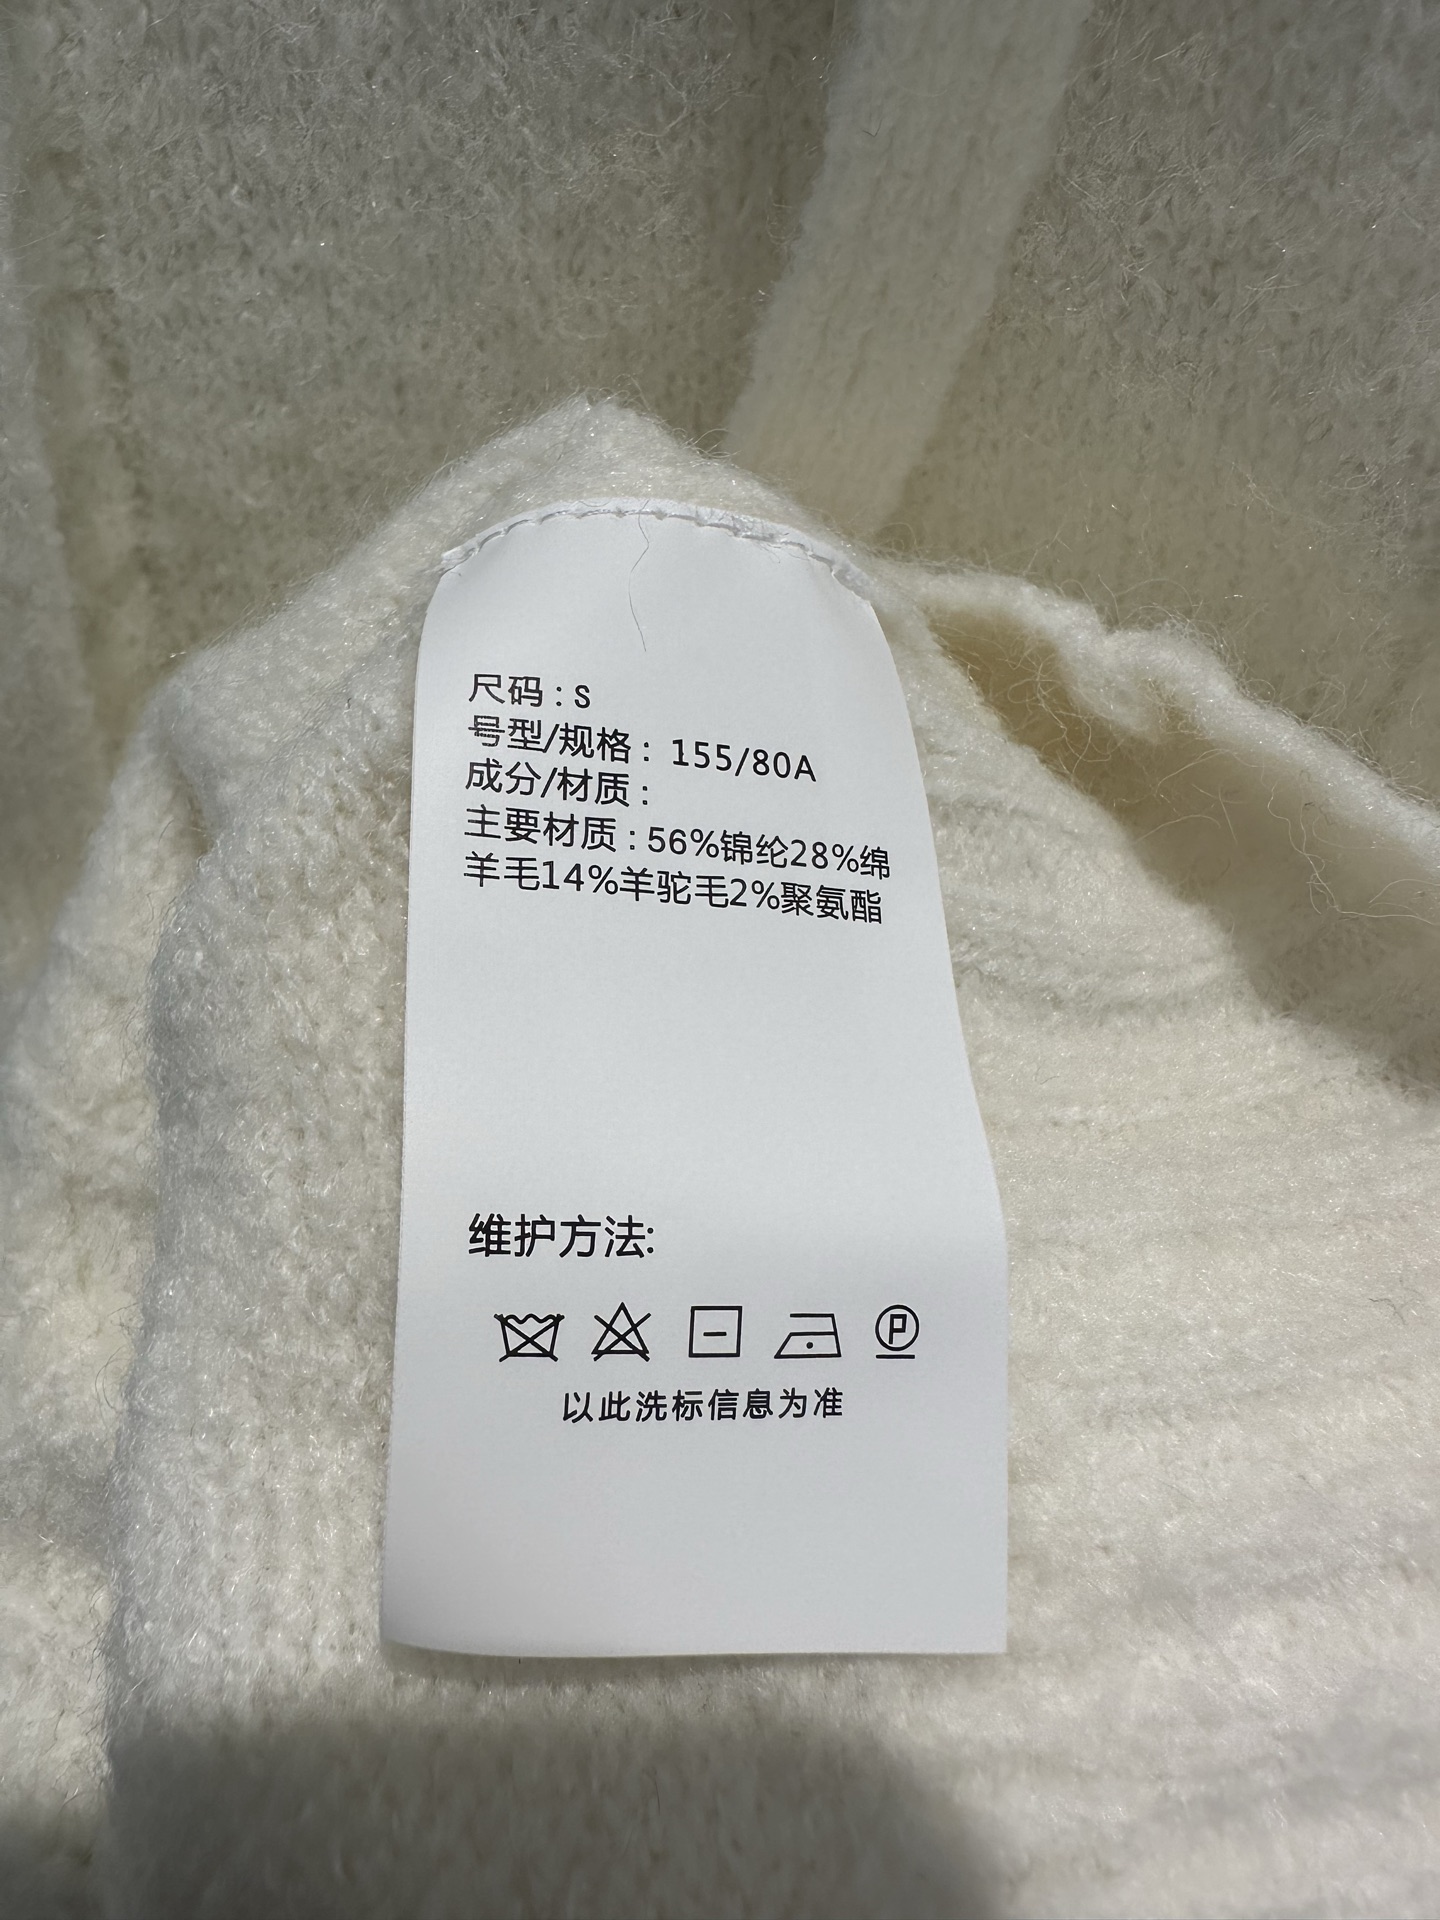 尺码：S
号型/规格：155/80A
成分/材质：
主要材质：56%锦纶28%绵
羊毛14%羊驼毛2%聚氨酯
维护方法:
P
以此洗标信息为准